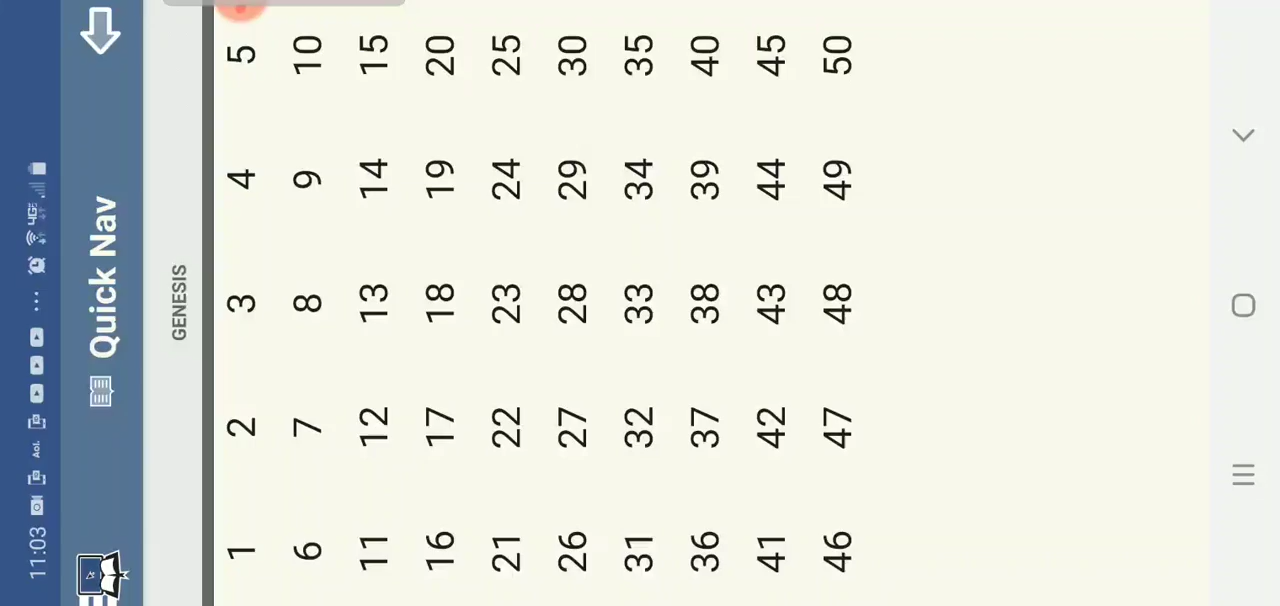 11:03 Aol. 4GE
Quick Nav
GENESIS
1 2 3 4 5
6 7 8 9 10
11 12 13 14 15
16 17 18 19 20
21 22 23 24 25
26 27 28 29 30
31 32 33 34 35
36 37 38 39 40
41 42 43 44 45
46 47 48 49 50